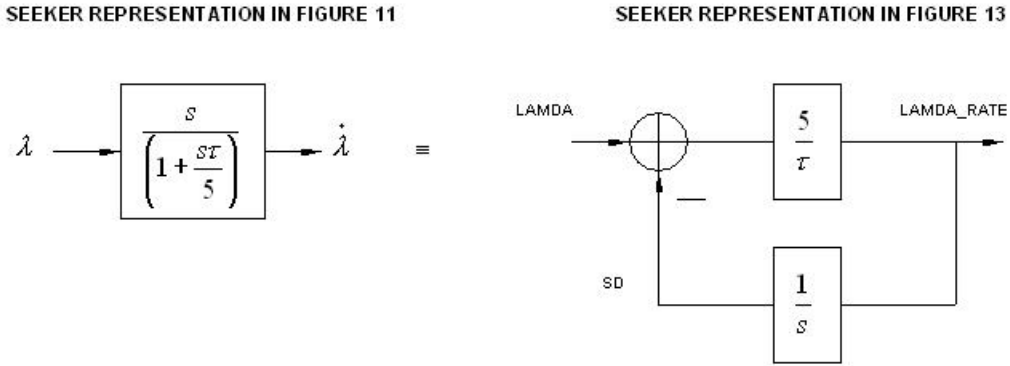 SEEKER REPRESENTATION IN FIGURE 11
SEEKER REPRESENTATION IN FIGURE 13
λ
s
(1 + sτ
5)
λ̇
≡
LAMDA
5
τ
LAMDA_RATE
—
SD
1
s